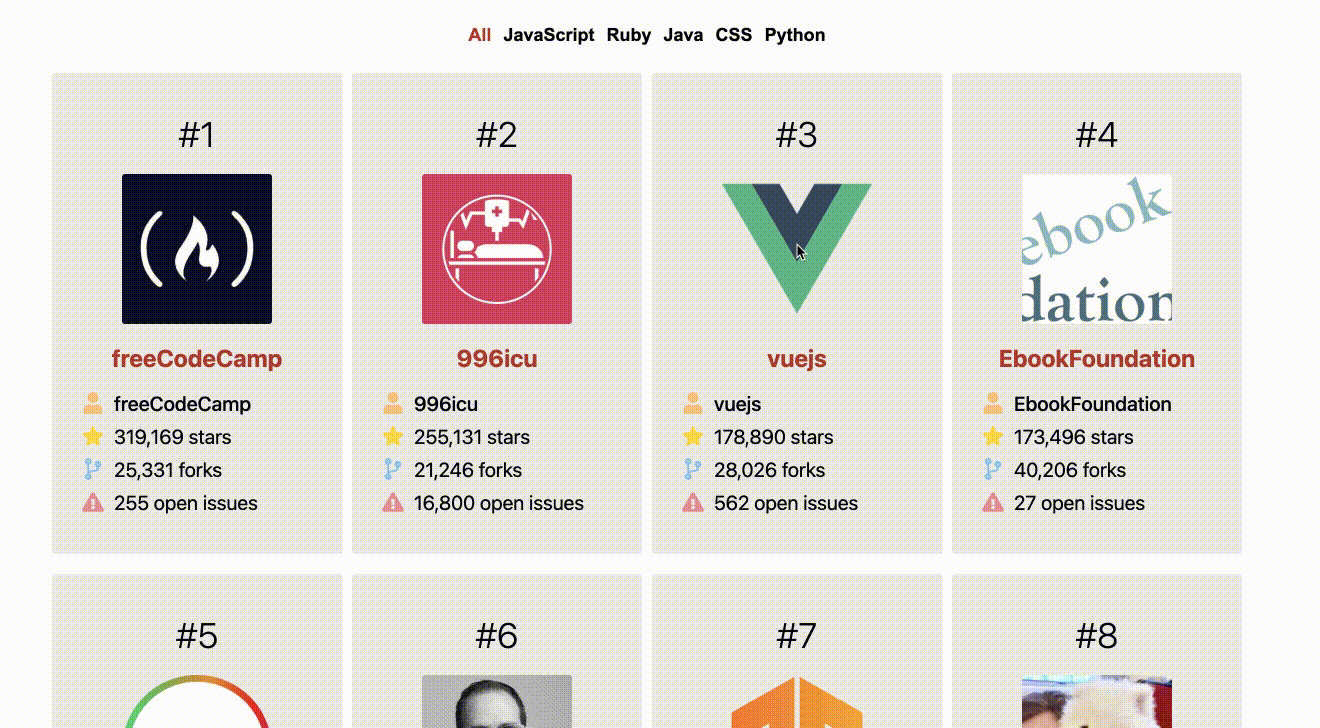 All JavaScript Ruby Java CSS Python
#1
freeCodeCamp
freeCodeCamp
319,169 stars
25,331 forks
255 open issues
#2
996icu
996icu
255,131 stars
21,246 forks
16,800 open issues
#3
vuejs
vuejs
178,890 stars
28,026 forks
562 open issues
#4
ebook
dation
EbookFoundation
EbookFoundation
173,496 stars
40,206 forks
27 open issues
#5
#6
#7
#8